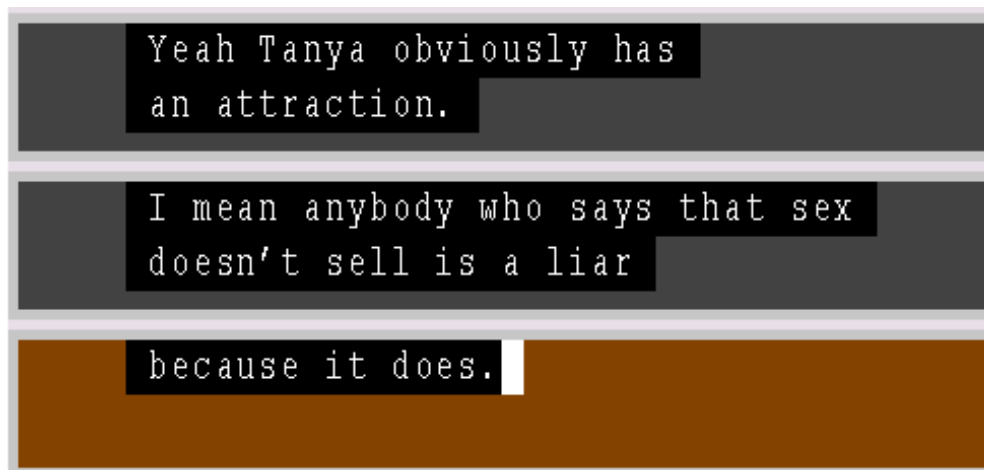 Yeah Tanya obviously has
an attraction.
I mean anybody who says that sex
doesn't sell is a liar
because it does.